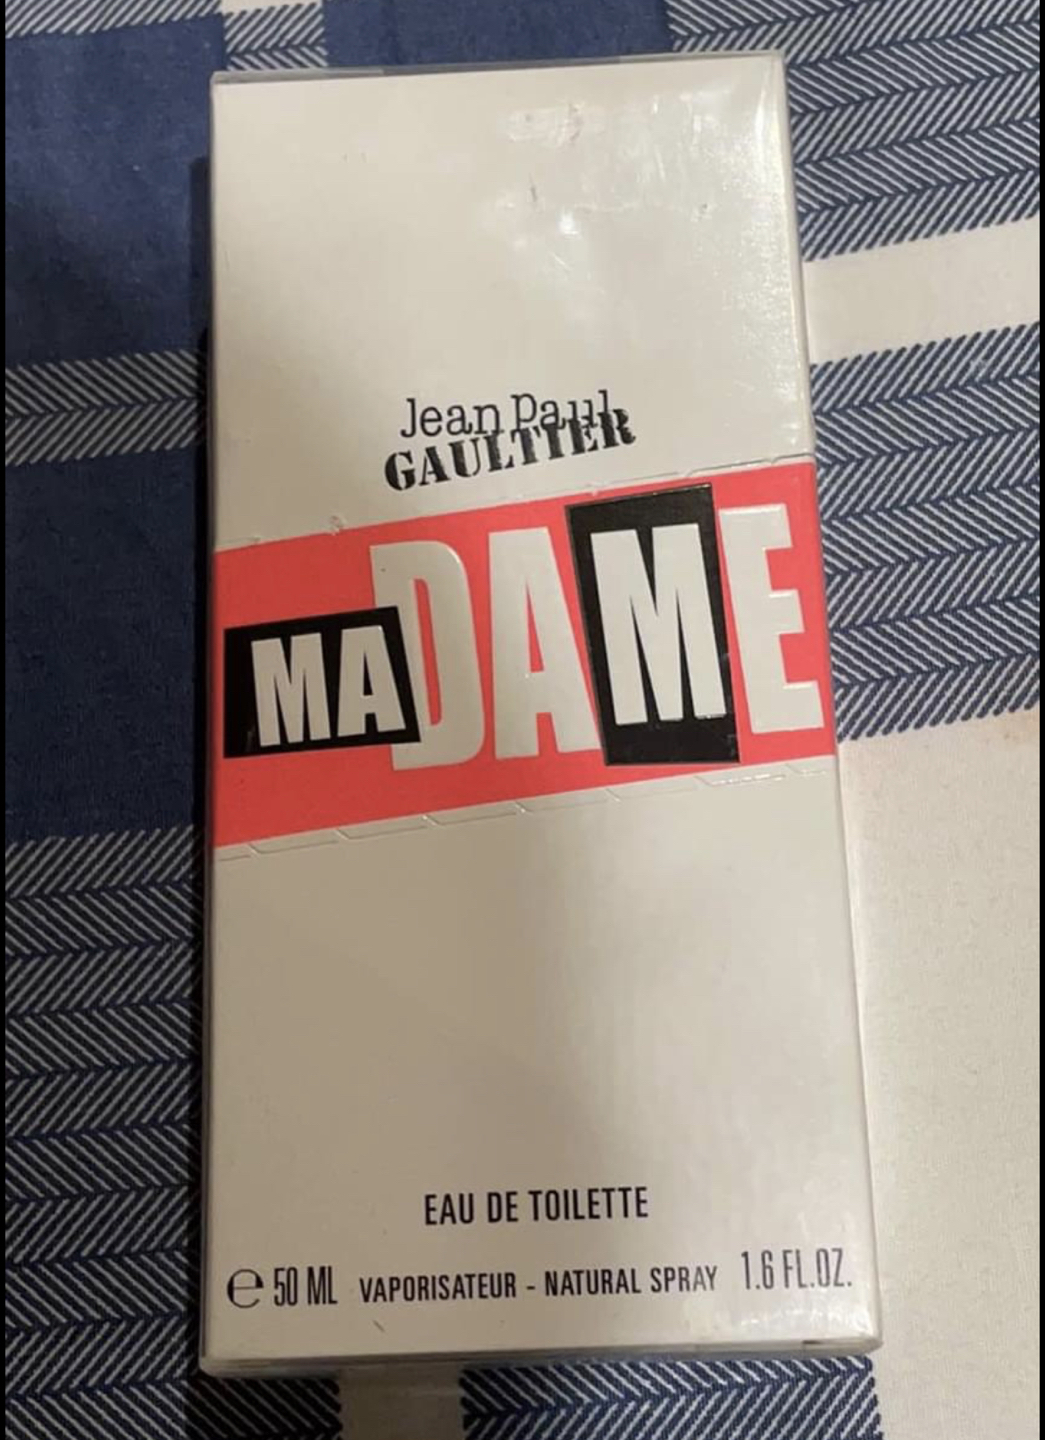 Jean Paul
GAULTIER
MADAME
EAU DE TOILETTE
℮ 50 ML VAPORISATEUR - NATURAL SPRAY 1.6 FL.OZ.